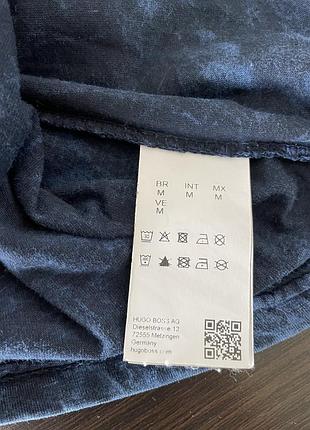 BR INT MX
M M M
VE
M
HUGO BOSS AG
Dieselstrasse 12
72555 Metzingen
Germany
hugoboss.com